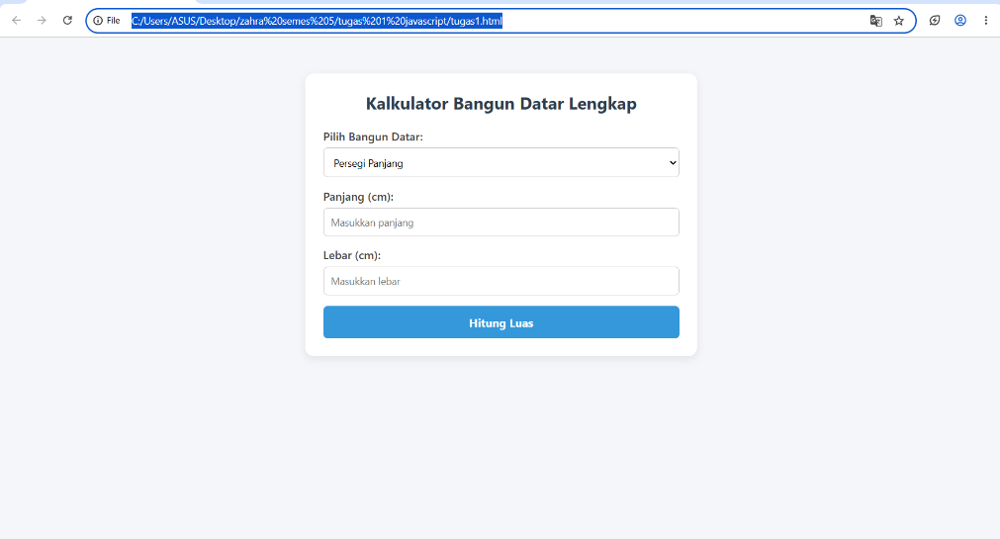 File C:/Users/ASUS/Desktop/zahra%20semes%205/tugas%201%20javascript/tugas1.html
Kalkulator Bangun Datar Lengkap
Pilih Bangun Datar:
Persegi Panjang
Panjang (cm):
Masukkan panjang
Lebar (cm):
Masukkan lebar
Hitung Luas